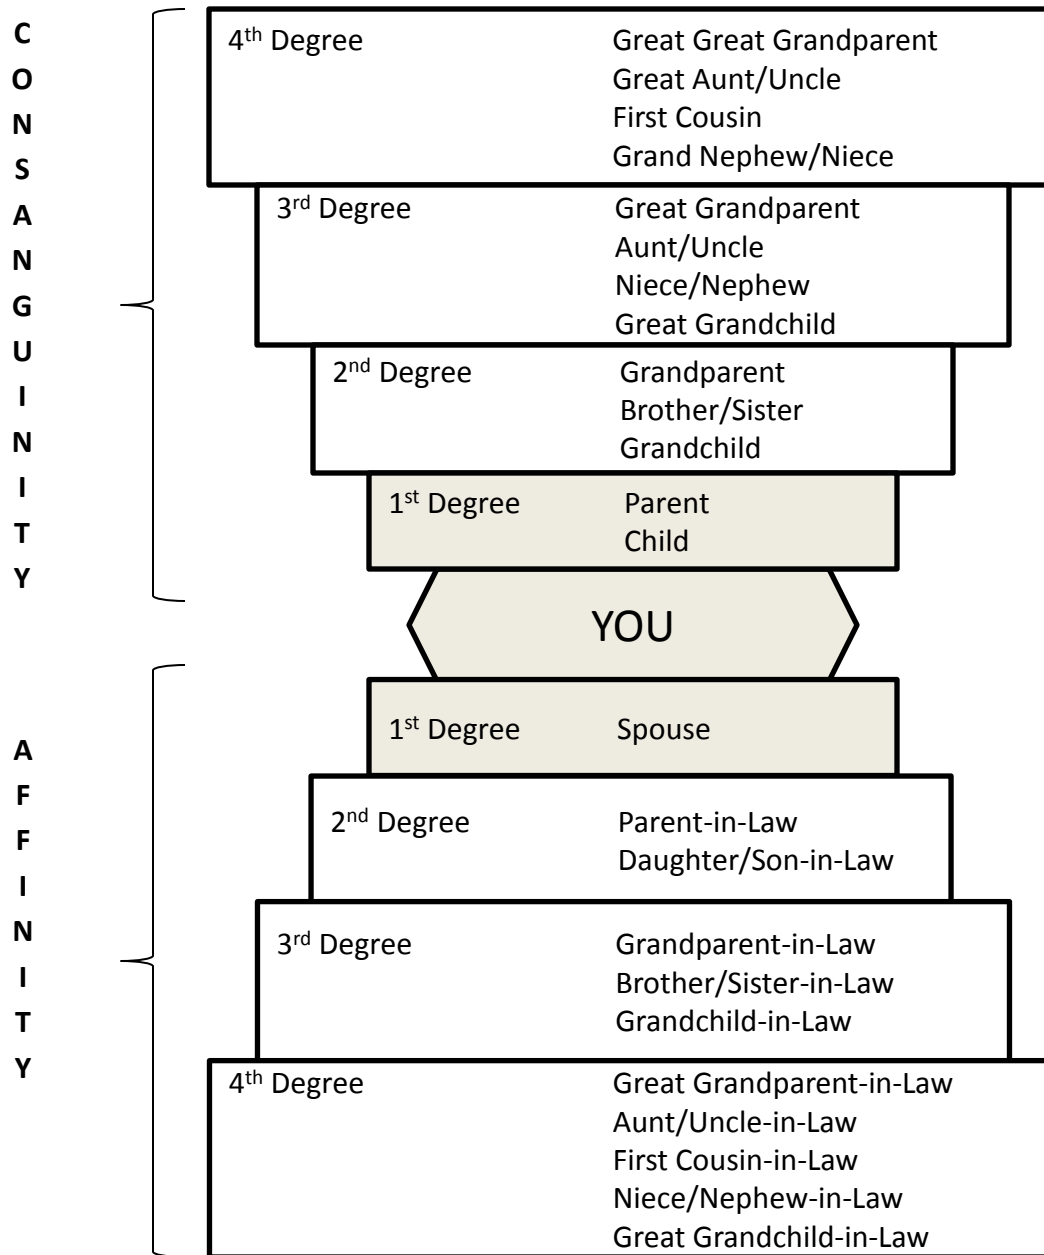 CONSANGUINITY
4th Degree Great Great Grandparent
Great Aunt/Uncle
First Cousin
Grand Nephew/Niece
3rd Degree Great Grandparent
Aunt/Uncle
Niece/Nephew
Great Grandchild
2nd Degree Grandparent
Brother/Sister
Grandchild
1st Degree Parent
Child
YOU
AFFINITY
1st Degree Spouse
2nd Degree Parent-in-Law
Daughter/Son-in-Law
3rd Degree Grandparent-in-Law
Brother/Sister-in-Law
Grandchild-in-Law
4th Degree Great Grandparent-in-Law
Aunt/Uncle-in-Law
First Cousin-in-Law
Niece/Nephew-in-Law
Great Grandchild-in-Law